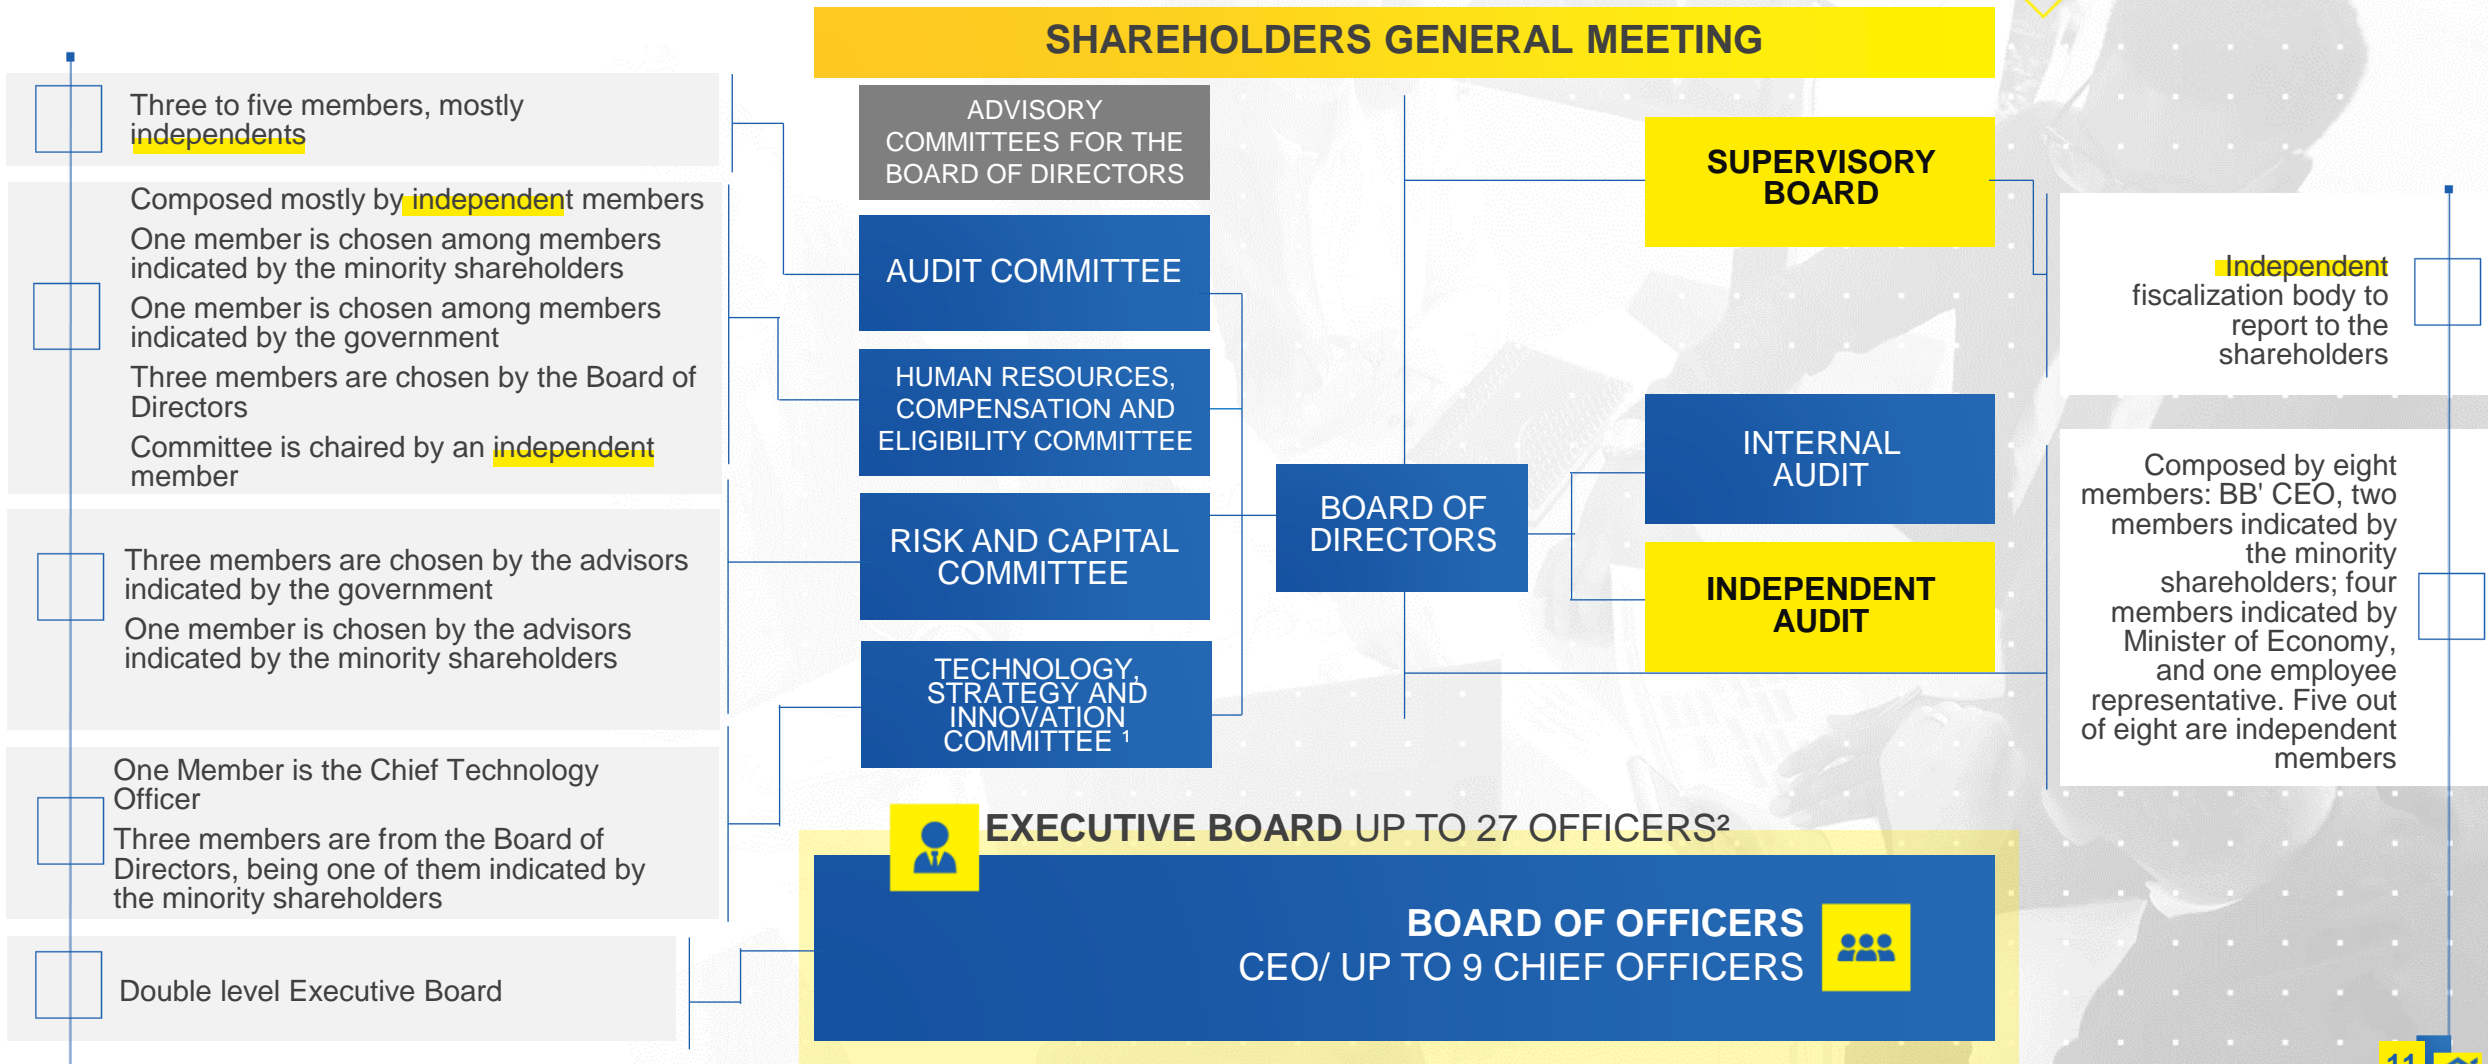 SHAREHOLDERS GENERAL MEETING
Three to five members, mostly
independents
Composed mostly by independent members
One member is chosen among members
indicated by the minority shareholders
One member is chosen among members
indicated by the government
Three members are chosen by the Board of
Directors
Committee is chaired by an independent
member
Three members are chosen by the advisors
indicated by the government
One member is chosen by the advisors
indicated by the minority shareholders
One Member is the Chief Technology
Officer
Three members are from the Board of
Directors, being one of them indicated by
the minority shareholders
Double level Executive Board
ADVISORY
COMMITTEES FOR THE
BOARD OF DIRECTORS
AUDIT COMMITTEE
HUMAN RESOURCES,
COMPENSATION AND
ELIGIBILITY COMMITTEE
RISK AND CAPITAL
COMMITTEE
TECHNOLOGY,
STRATEGY AND
INNOVATION
COMMITTEE ¹
BOARD OF
DIRECTORS
SUPERVISORY
BOARD
INTERNAL
AUDIT
INDEPENDENT
AUDIT
Independent
fiscalization body to
report to the
shareholders
Composed by eight
members: BB' CEO, two
members indicated by
the minority
shareholders; four
members indicated by
Minister of Economy,
and one employee
representative. Five out
of eight are independent
members
EXECUTIVE BOARD UP TO 27 OFFICERS²
BOARD OF OFFICERS
CEO/ UP TO 9 CHIEF OFFICERS
11